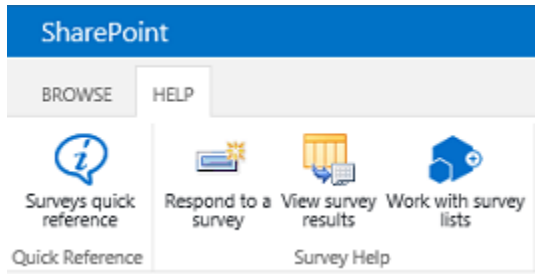 SharePoint
BROWSE HELP
Surveys quick reference
Respond to a survey
View survey results
Work with survey lists
Quick Reference
Survey Help